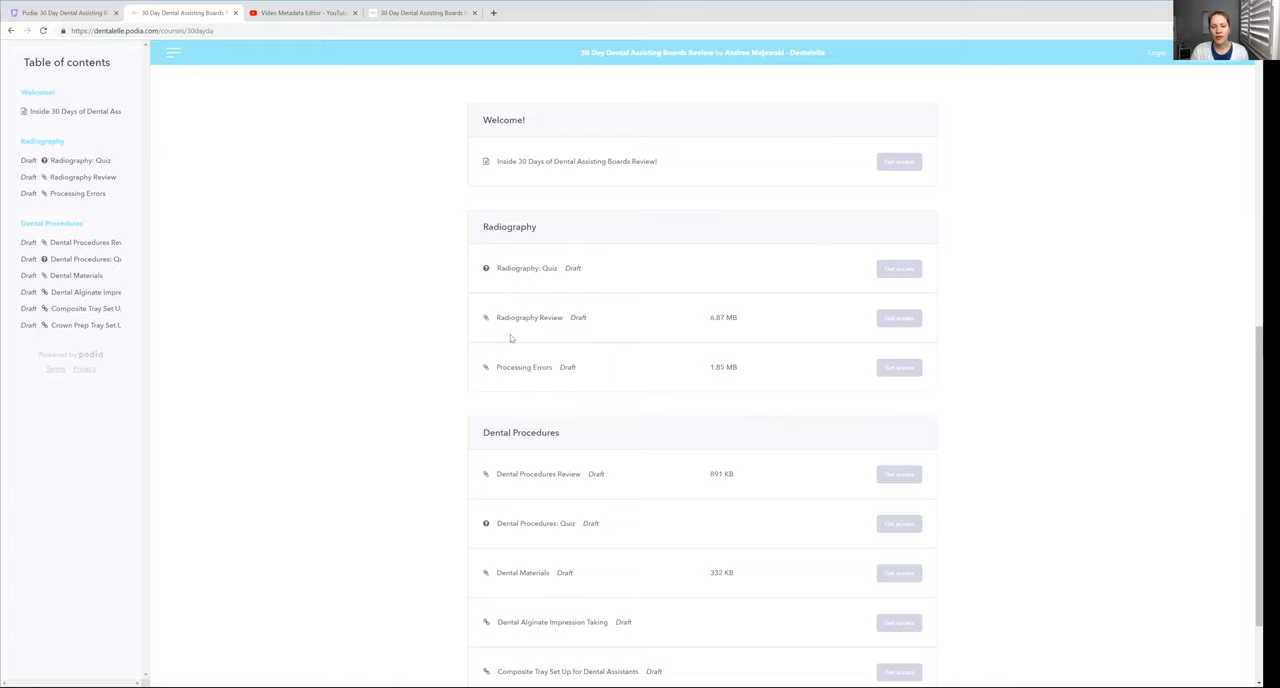 Podia: 30 Day Dental Assisting B
30 Day Dental Assisting Boards
Video Metadata Editor - YouTu
30 Day Dental Assisting Boards
https://dentalelle.podia.com/courses/30dayda
Table of contents
Welcome!
Inside 30 Days of Dental Ass
Radiography
Draft Radiography: Quiz
Draft Radiography Review
Draft Processing Errors
Dental Procedures
Draft Dental Procedures Rev
Draft Dental Procedures: Qu
Draft Dental Materials
Draft Dental Alginate Impre
Draft Composite Tray Set U
Draft Crown Prep Tray Set U
Powered by podia
Terms Privacy
30 Day Dental Assisting Boards Review by Andrea Majewski - Dentalelle
Login
Welcome!
Inside 30 Days of Dental Assisting Boards Review! Get access
Radiography
Radiography: Quiz Draft Get access
Radiography Review Draft 6.87 MB Get access
Processing Errors Draft 1.85 MB Get access
Dental Procedures
Dental Procedures Review Draft 891 KB Get access
Dental Procedures: Quiz Draft Get access
Dental Materials Draft 332 KB Get access
Dental Alginate Impression Taking Draft Get access
Composite Tray Set Up for Dental Assistants Draft Get access